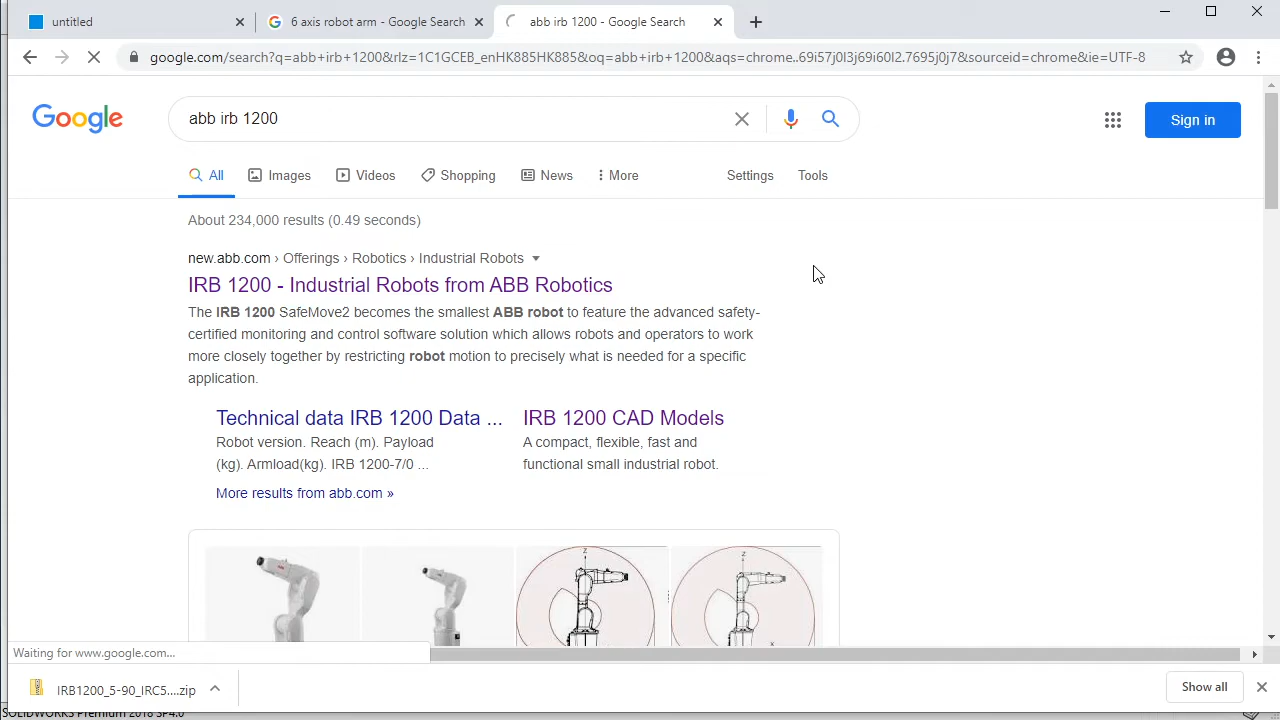 untitled
6 axis robot arm - Google Search
abb irb 1200 - Google Search
google.com/search?q=abb+irb+1200&rlz=1C1GCEB_enHK885HK885&oq=abb+irb+1200&aqs=chrome..69i57j0l3j69i60l2.7695j0j7&sourceid=chrome&ie=UTF-8
Google
abb irb 1200
Sign in
All
Images
Videos
Shopping
News
More
Settings
Tools
About 234,000 results (0.49 seconds)
new.abb.com › Offerings › Robotics › Industrial Robots
IRB 1200 - Industrial Robots from ABB Robotics
The IRB 1200 SafeMove2 becomes the smallest ABB robot to feature the advanced safety-
certified monitoring and control software solution which allows robots and operators to work
more closely together by restricting robot motion to precisely what is needed for a specific
application.
Technical data IRB 1200 Data ...
Robot version. Reach (m). Payload
(kg). Armload(kg). IRB 1200-7/0 ...
IRB 1200 CAD Models
A compact, flexible, fast and
functional small industrial robot.
More results from abb.com »
Z
Z
X
Waiting for www.google.com...
IRB1200_5-90_IRC5....zip
Show all
SOLIDWORKS Premium 2018 SP4.0